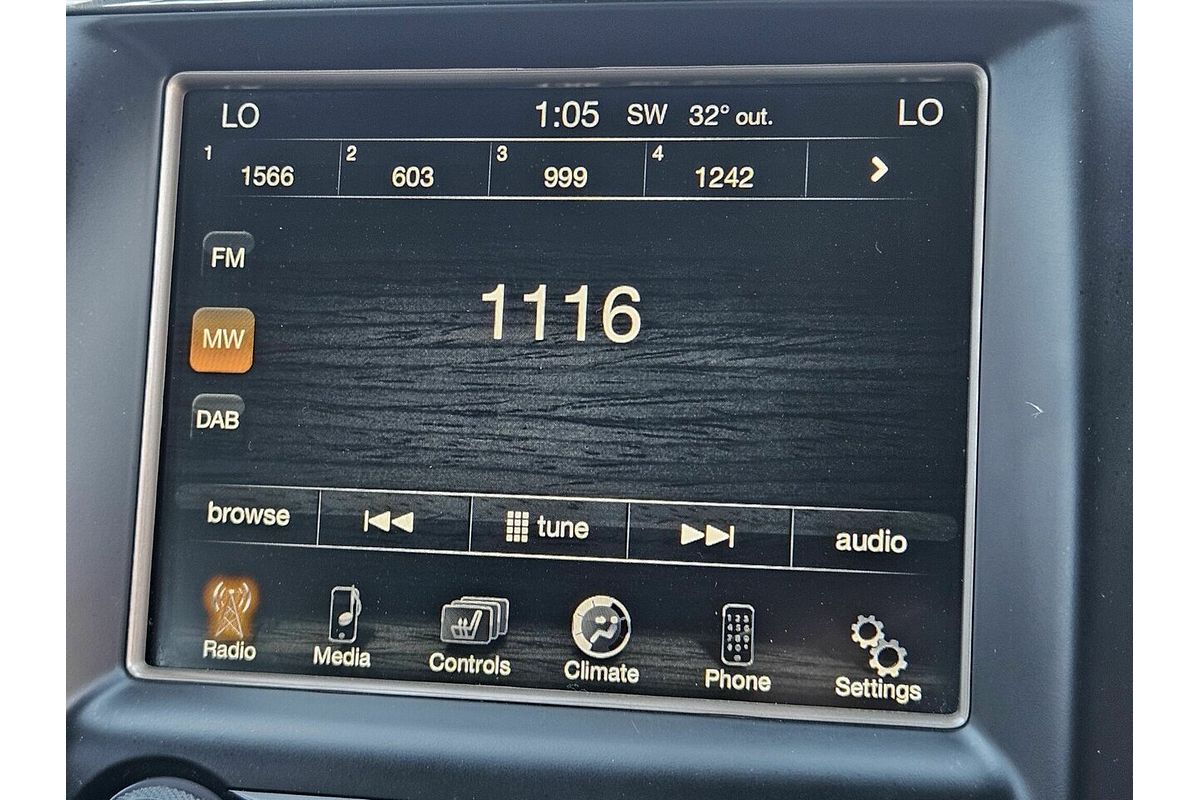 LO 1:05 SW 32° out. LO
1 1566 2 603 3 999 4 1242
FM
1116
MW
DAB
browse tune audio
Radio Media Controls Climate Phone Settings